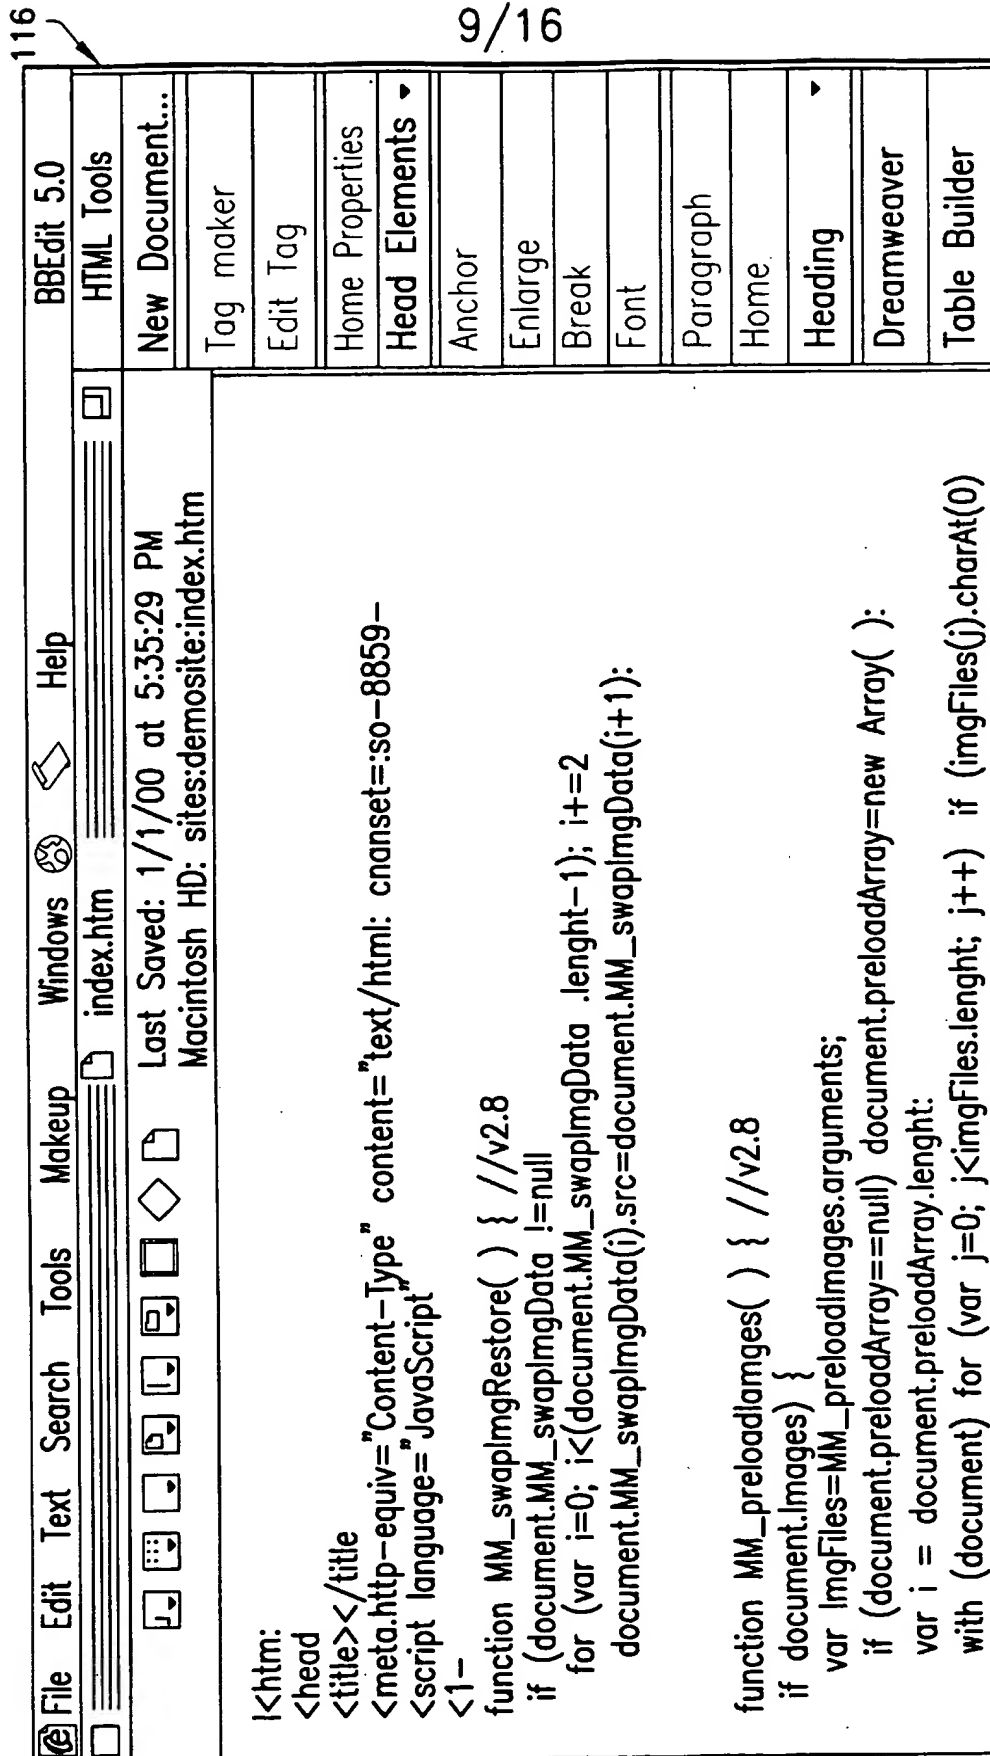 9/16
116
File Edit Text Search Tools Makeup Windows Help BBEdit 5.0
index.htm HTML Tools
Last Saved: 1/1/00 at 5:35:29 PM
Macintosh HD: sites:demosite:index.htm
New Document...
Tag maker
Edit Tag
Home Properties
Head Elements
Anchor
Enlarge
Break
Font
Paragraph
Home
Heading
Dreamweaver
Table Builder
|<htm:
<head
<title></title
<meta.http-equiv="Content-Type" content="text/html: cnanset=:so-8859-
<script language="JavaScript"
<1-
function MM_swapImgRestore( ) { //v2.8
if (document.MM_swapImgData !=null
for (var i=0; i<(document.MM_swapImgData .lenght-1); i+=2
document.MM_swapImgData(i).src=document.MM_swapImgData(i+1):
function MM_preloadIamges( ) { //v2.8
if document.Images) {
var ImgFiles=MM_preloadImages.arguments;
if (document.preloadArray==null) document.preloadArray=new Array( ):
var i = document.preloadArray.lenght:
with (document) for (var j=0; j<imgFiles.lenght; j++) if (imgFiles(j).charAt(0)